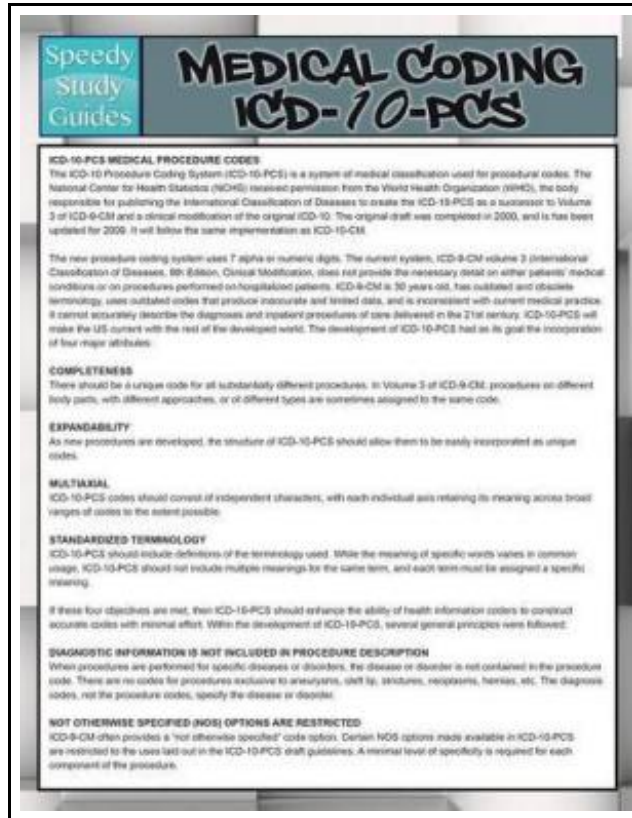 Speedy
Study
Guides
MEDICAL CODING
ICD-10-PCS
ICD-10-PCS MEDICAL PROCEDURE CODES
The ICD-10 Procedure Coding System (ICD-10-PCS) is a system of medical classification used for procedural codes. The
National Center for Health Statistics (NCHS) received permission from the World Health Organization (WHO), the body
responsible for publishing the International Classification of Diseases to create the ICD-10-PCS as a successor to Volume
3 of ICD-9-CM and a clinical modification of the original ICD-10. The original draft was completed in 2000, and is has been
updated for 2009. It will follow the same implementation as ICD-10-CM.
The new procedure coding system uses 7 alpha or numeric digits. The current system, ICD-9-CM volume 3 (International
Classification of Diseases, 9th Edition, Clinical Modification, does not provide the necessary detail on either patients' medical
conditions or on procedures performed on hospitalized patients. ICD-9-CM is 30 years old, has outdated and obsolete
terminology, uses outdated codes that produce inaccurate and limited data, and is inconsistent with current medical practice.
It cannot accurately describe the diagnoses and inpatient procedures of care delivered in the 21st century. ICD-10-PCS will
make the US current with the rest of the developed world. The development of ICD-10-PCS had as its goal the incorporation
of four major attributes:
COMPLETENESS
There should be a unique code for all substantially different procedures. In Volume 3 of ICD-9-CM, procedures on different
body parts, with different approaches, or of different types are sometimes assigned to the same code.
EXPANDABILITY
As new procedures are developed, the structure of ICD-10-PCS should allow them to be easily incorporated as unique
codes.
MULTIAXIAL
ICD-10-PCS codes should consist of independent characters, with each individual axis retaining its meaning across broad
ranges of codes to the extent possible.
STANDARDIZED TERMINOLOGY
ICD-10-PCS should include definitions of the terminology used. While the meaning of specific words varies in common
usage, ICD-10-PCS should not include multiple meanings for the same term, and each term must be assigned a specific
meaning.
If these four objectives are met, then ICD-10-PCS should enhance the ability of health information coders to construct
accurate codes with minimal effort. Within the development of ICD-10-PCS, several general principles were followed:
DIAGNOSTIC INFORMATION IS NOT INCLUDED IN PROCEDURE DESCRIPTION
When procedures are performed for specific diseases or disorders, the disease or disorder is not contained in the procedure
code. There are no codes for procedures exclusive to aneurysms, cleft lip, strictures, neoplasms, hernias, etc. The diagnosis
codes, not the procedure codes, specify the disease or disorder.
NOT OTHERWISE SPECIFIED (NOS) OPTIONS ARE RESTRICTED
ICD-9-CM often provides a "not otherwise specified" code option. Certain NOS options made available in ICD-10-PCS
are restricted to the uses laid out in the ICD-10-PCS draft guidelines. A minimal level of specificity is required for each
component of the procedure.